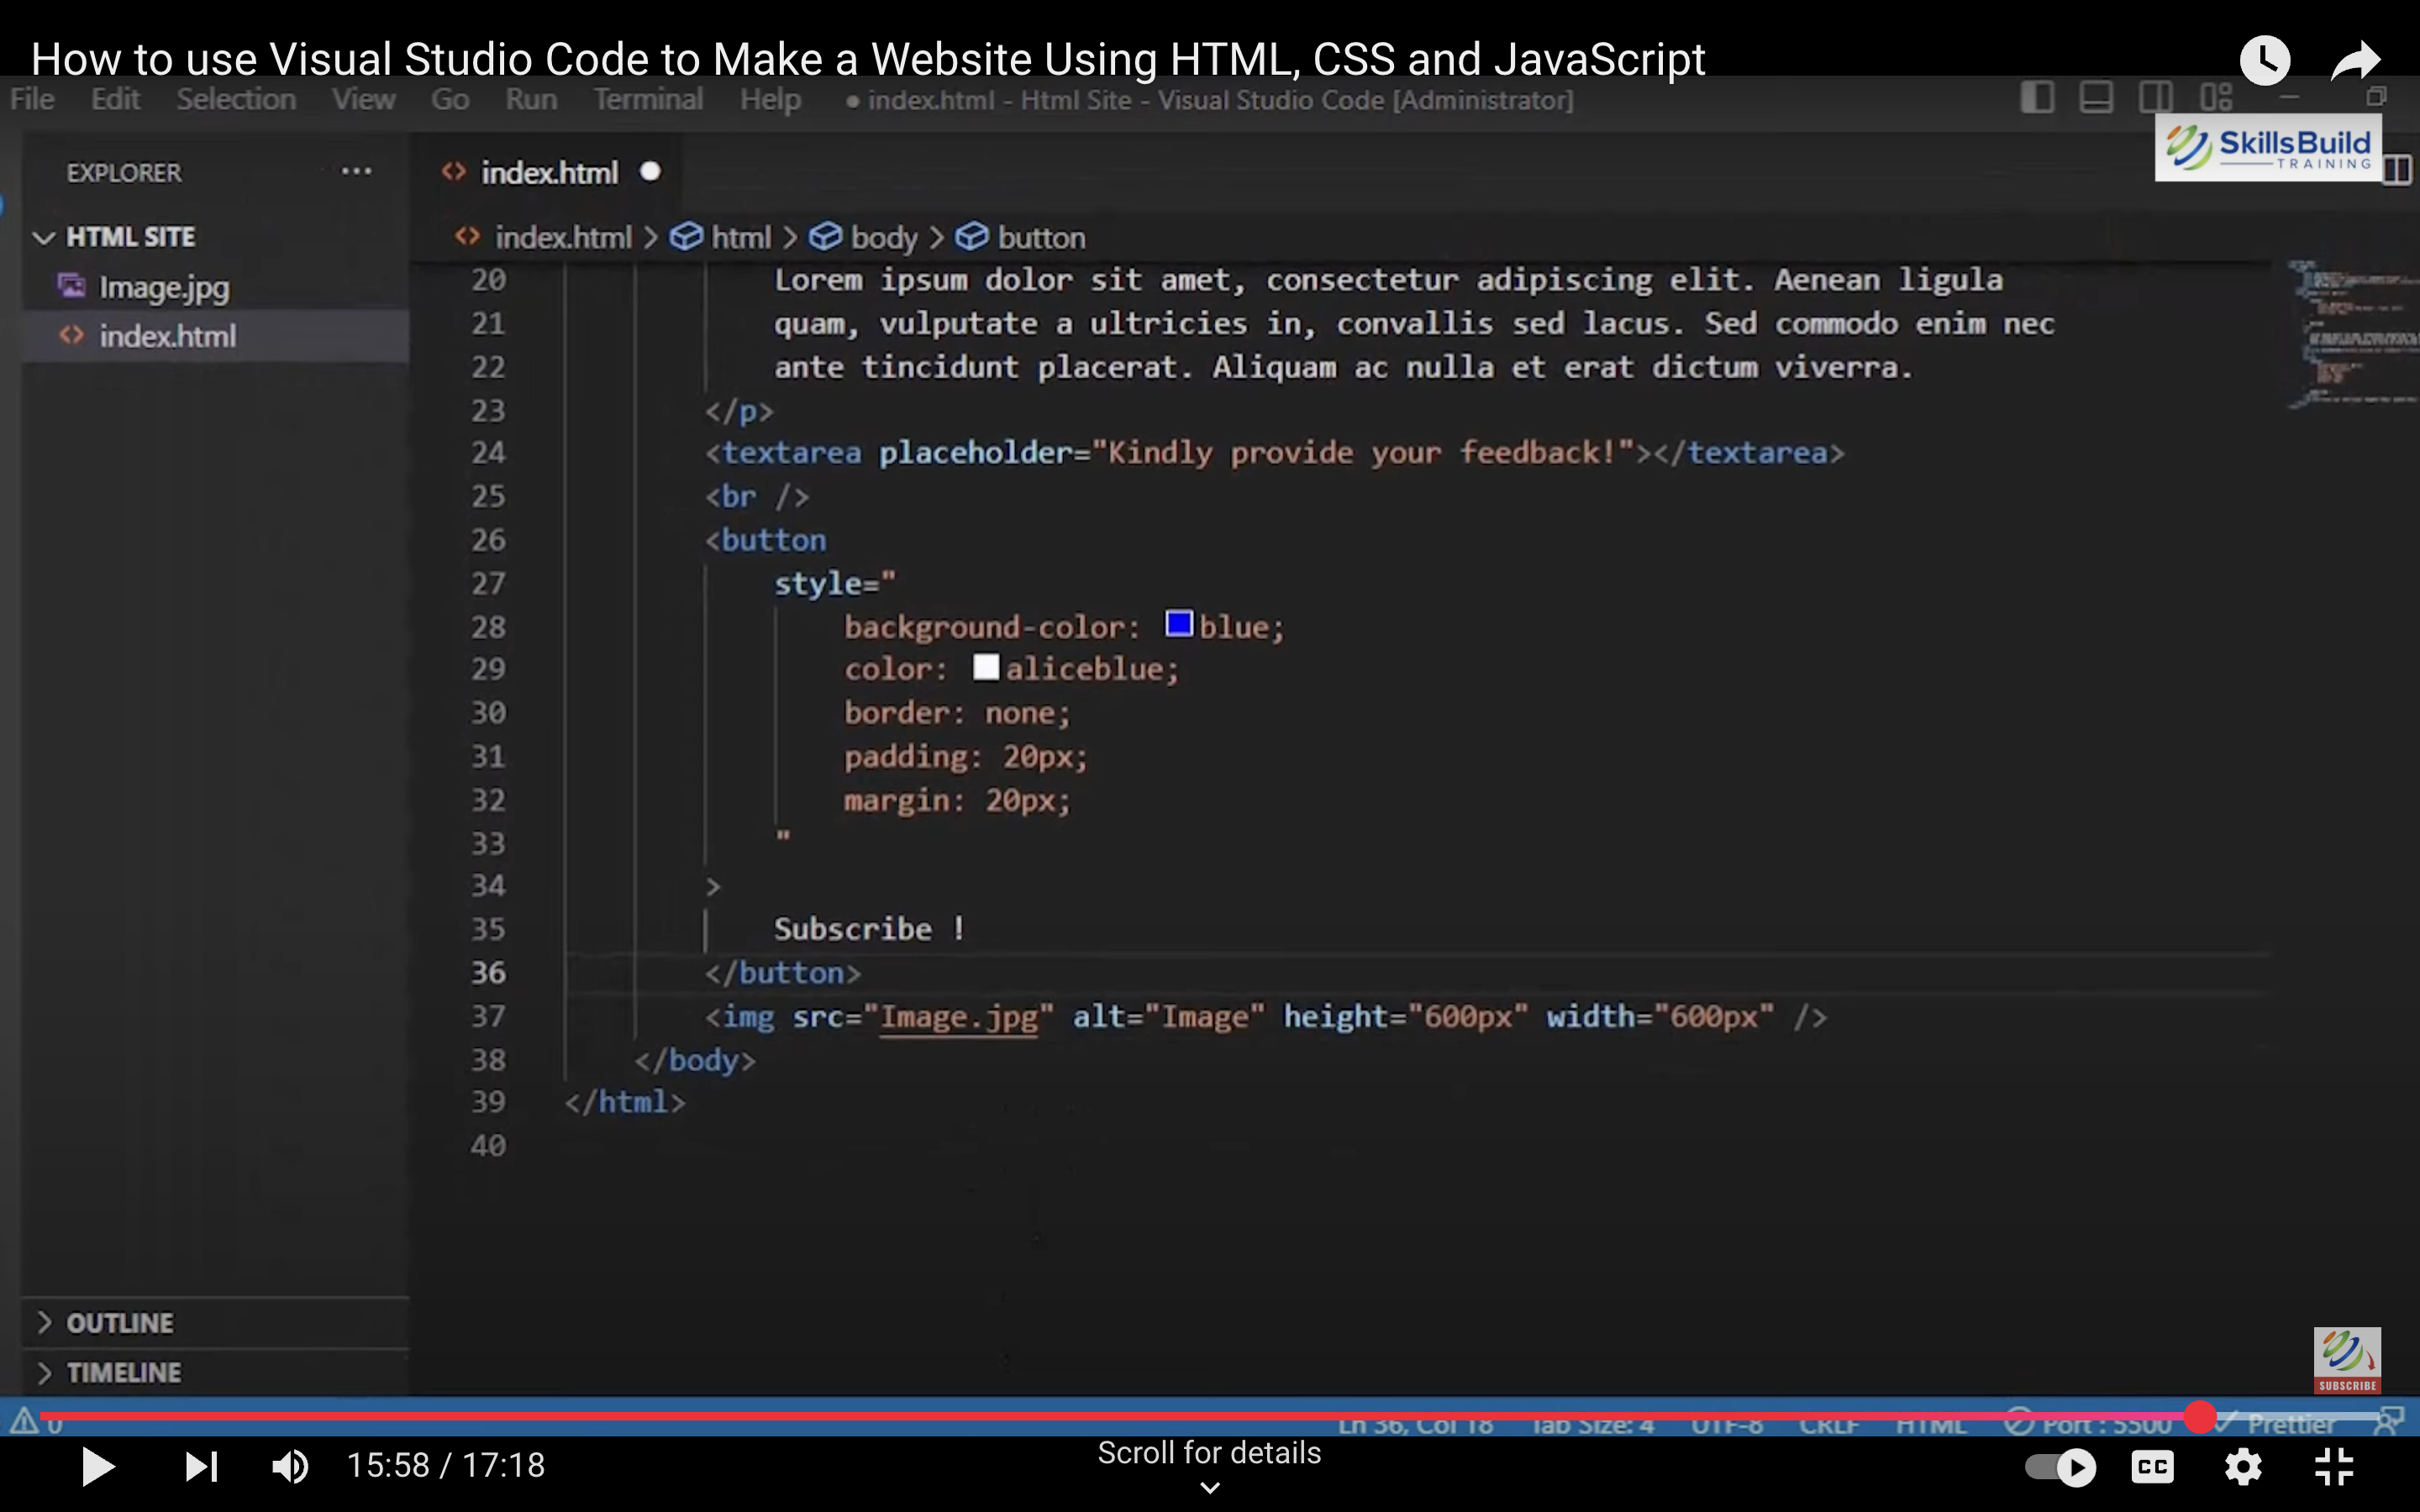 How to use Visual Studio Code to Make a Website Using HTML, CSS and JavaScript
File Edit Selection View Go Run Terminal Help ● index.html - Html Site - Visual Studio Code [Administrator]
SkillsBuild
TRAINING
EXPLORER ···
index.html
HTML SITE
index.html > html > body > button
Image.jpg
index.html
20 Lorem ipsum dolor sit amet, consectetur adipiscing elit. Aenean ligula
21 quam, vulputate a ultricies in, convallis sed lacus. Sed commodo enim nec
22 ante tincidunt placerat. Aliquam ac nulla et erat dictum viverra.
23 </p>
24 <textarea placeholder="Kindly provide your feedback!"></textarea>
25 <br />
26 <button
27 style="
28 background-color: blue;
29 color: aliceblue;
30 border: none;
31 padding: 20px;
32 margin: 20px;
33 "
34 >
35 Subscribe !
36 </button>
37 <img src="Image.jpg" alt="Image" height="600px" width="600px" />
38 </body>
39 </html>
40
OUTLINE
TIMELINE
SUBSCRIBE
0 Ln 36, Col 18 Tab Size: 4 UTF-8 CRLF HTML Port : 5500 Prettier
15:58 / 17:18
Scroll for details
CC